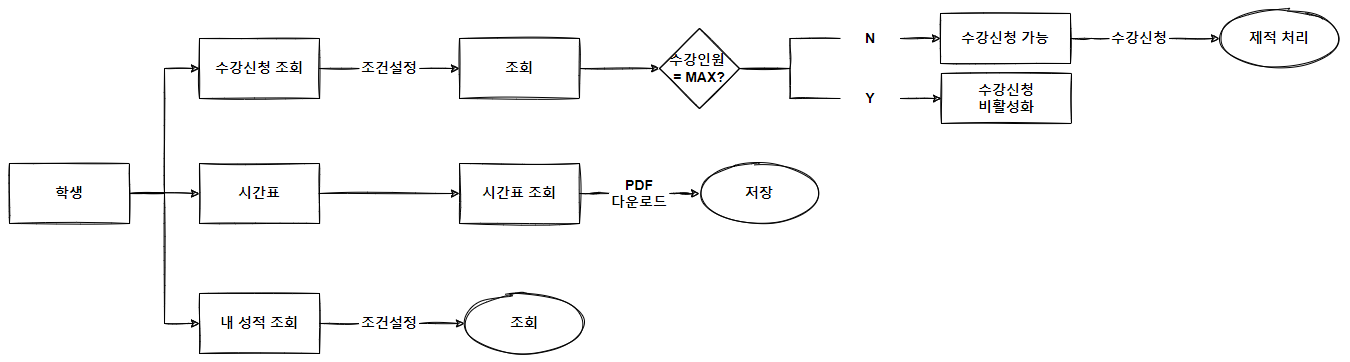 수강신청 조회
조건설정
조회
수강인원
= MAX?
N
수강신청 가능
수강신청
제적 처리
Y
수강신청
비활성화
학생
시간표
시간표 조회
PDF
다운로드
저장
내 성적 조회
조건설정
조회